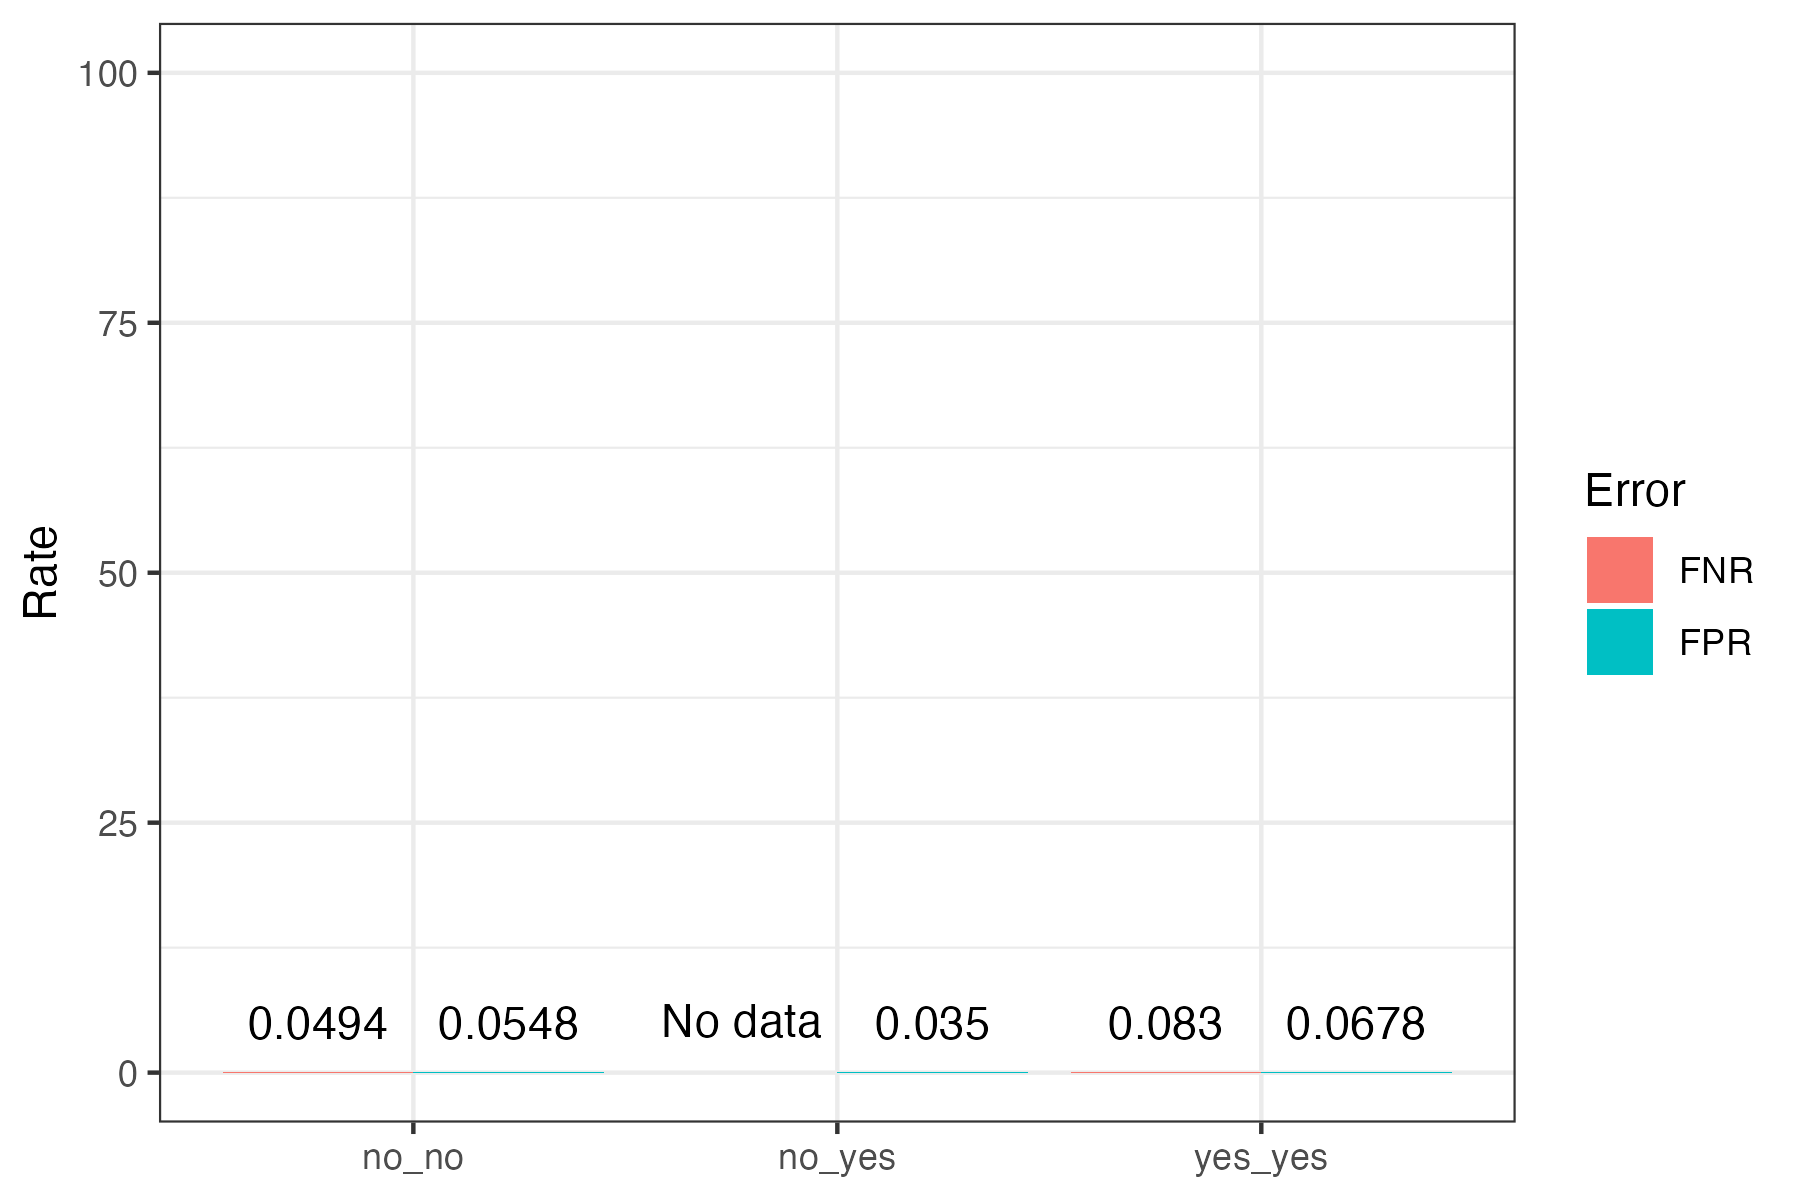 100
75
50
25
0
Rate
0.0494 0.0548 No data 0.035 0.083 0.0678
no_no no_yes yes_yes
Error
FNR
FPR